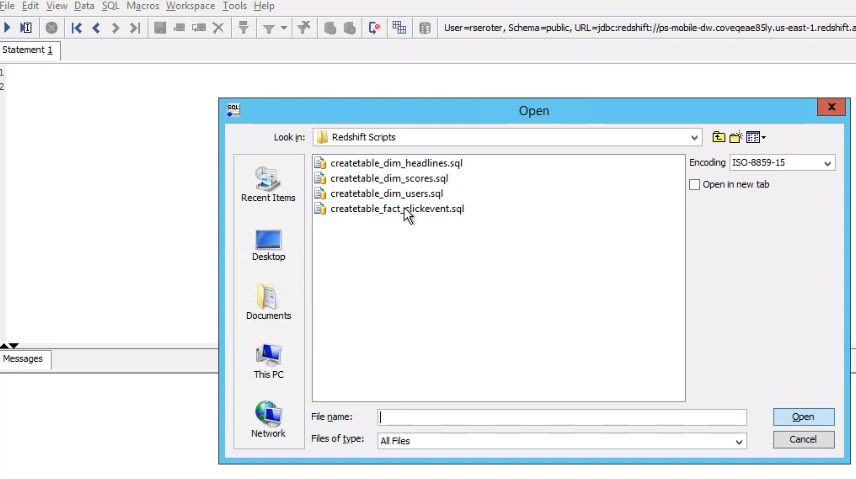 File Edit View Data SQL Macros Workspace Tools Help
User=rseroter, Schema=public, URL=jdbc:redshift://ps-mobile-dw.coveqeae85ly.us-east-1.redshift.a
Statement 1
1
2
SQL
Open
Look in: Redshift Scripts
Encoding ISO-8859-15
Open in new tab
createtable_dim_headlines.sql
createtable_dim_scores.sql
createtable_dim_users.sql
createtable_fact_clickevent.sql
Recent Items
Desktop
Documents
This PC
Network
Messages
File name:
Open
Files of type: All Files
Cancel